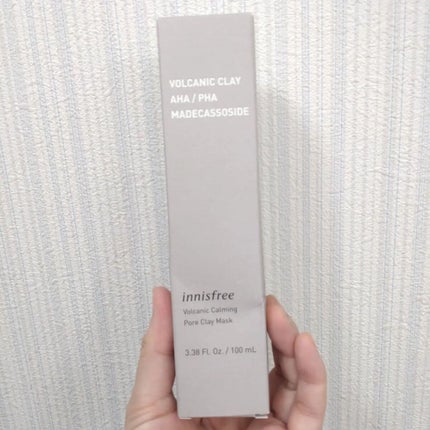 VOLCANIC CLAY
AHA / PHA
MADECASSOSIDE
innisfree
Volcanic Calming
Pore Clay Mask
3.38 Fl. Oz. / 100 mL